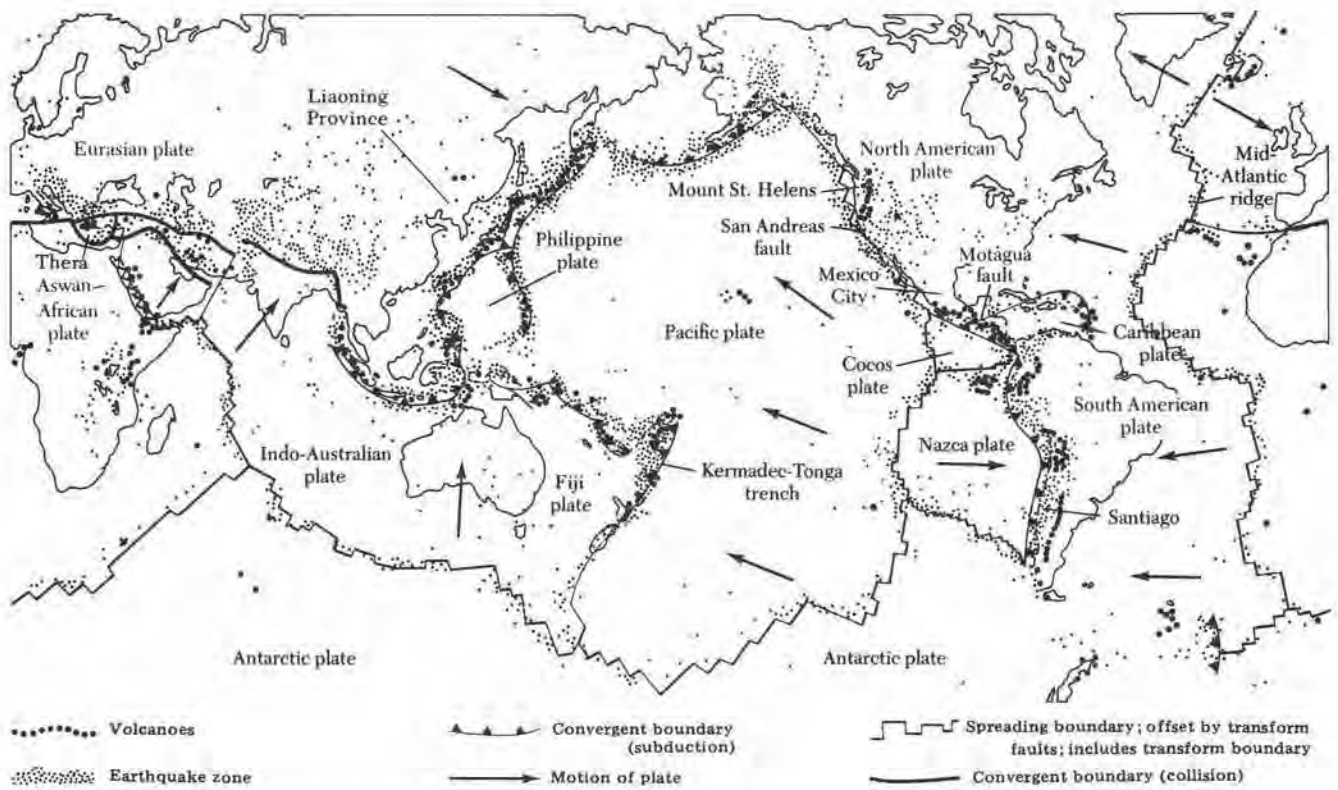 Liaoning
Province
Eurasian plate
North American
plate
Mid-
Atlantic
ridge
Mount St. Helens
San Andreas
fault
Philippine
plate
Thera
Aswan
African
plate
Mexico
City
Motagua
fault
Pacific plate
Caribbean
plate
Cocos
plate
South American
plate
Nazca plate
Indo-Australian
plate
Fiji
plate
Kermadec-Tonga
trench
Santiago
Antarctic plate
Antarctic plate
Volcanoes
Earthquake zone
Convergent boundary
(subduction)
Motion of plate
Spreading boundary; offset by transform
faults; includes transform boundary
Convergent boundary (collision)